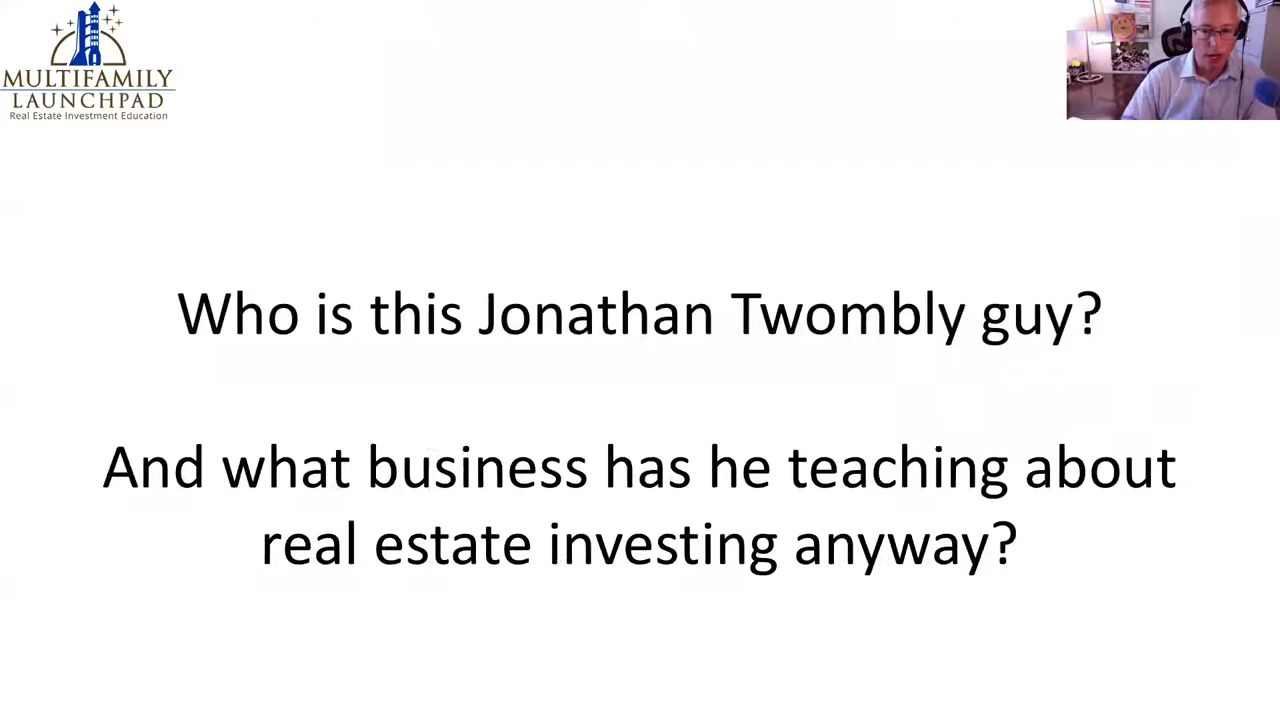 MULTIFAMILY
LAUNCHPAD
Real Estate Investment Education
Who is this Jonathan Twombly guy?
And what business has he teaching about
real estate investing anyway?